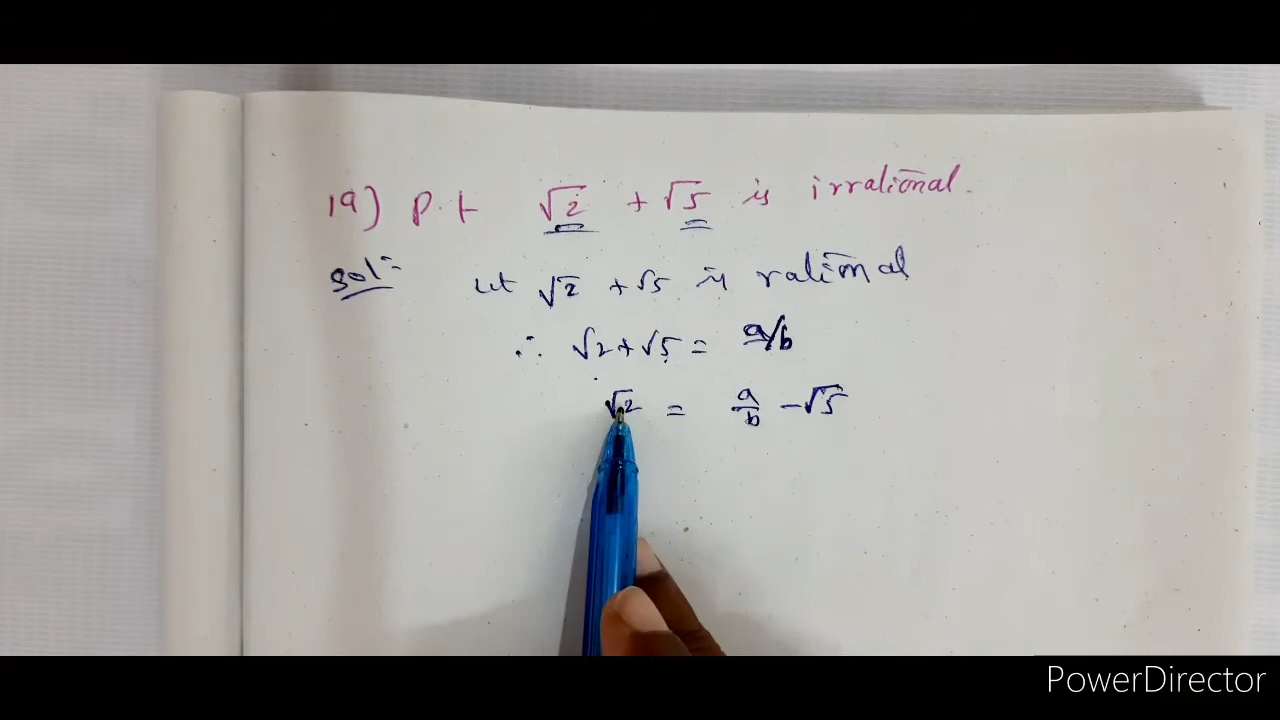 19) P.t √2 + √5 is irrational.
Sol:- Let √2 + √5 is rational
∴ √2 + √5 = a/b
√2 = a/b - √5
PowerDirector